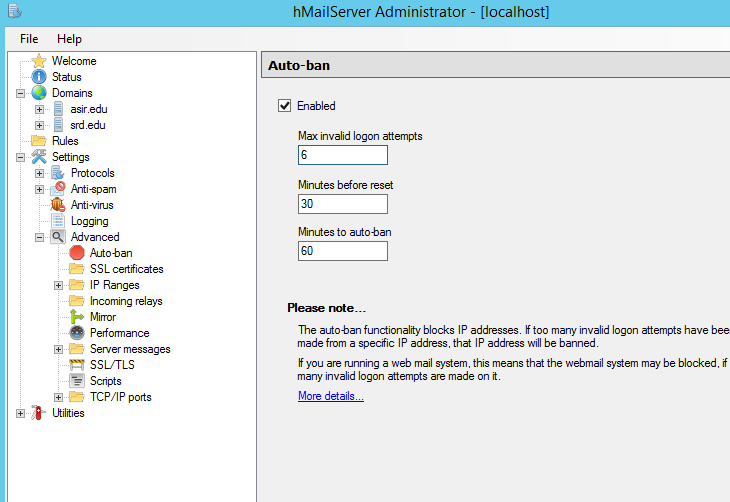 hMailServer Administrator - [localhost]
File Help
Welcome
Status
Domains
asir.edu
srd.edu
Rules
Settings
Protocols
Anti-spam
Anti-virus
Logging
Advanced
Auto-ban
SSL certificates
IP Ranges
Incoming relays
Mirror
Performance
Server messages
SSL/TLS
Scripts
TCP/IP ports
Utilities
Auto-ban
Enabled
Max invalid logon attempts
6
Minutes before reset
30
Minutes to auto-ban
60
Please note...
The auto-ban functionality blocks IP addresses. If too many invalid logon attempts have bee
made from a specific IP address, that IP address will be banned.
If you are running a web mail system, this means that the webmail system may be blocked, if
many invalid logon attempts are made on it.
More details...